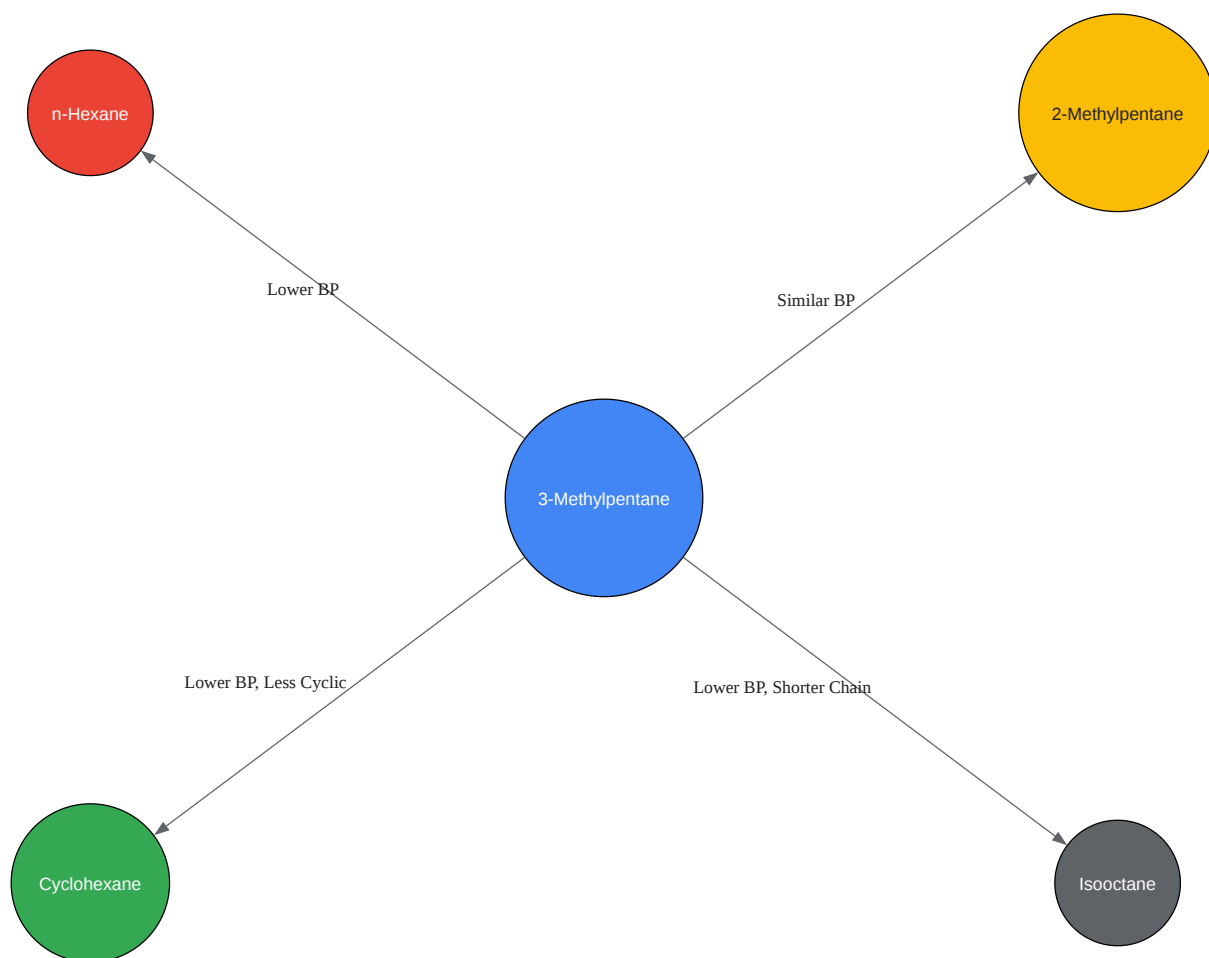 n-Hexane
2-Methylpentane
Lower BP
Similar BP
3-Methylpentane
Lower BP, Less Cyclic
Lower BP, Shorter Chain
Cyclohexane
Isooctane